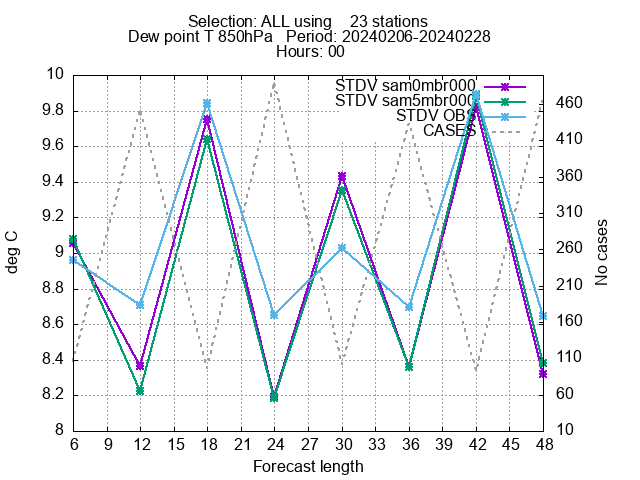 Selection: ALL using    23 stations
Dew point T 850hPa   Period: 20240206-20240228
Hours: 00
STDV sam0mbr000
STDV sam5mbr000
STDV OBS
CASES
deg C
10
9.8
9.6
9.4
9.2
9
8.8
8.6
8.4
8.2
8
460
410
360
310
260
210
160
110
60
10
No cases
6 12 15 18 21 24 27 30 33 36 39 42 45 48
Forecast length